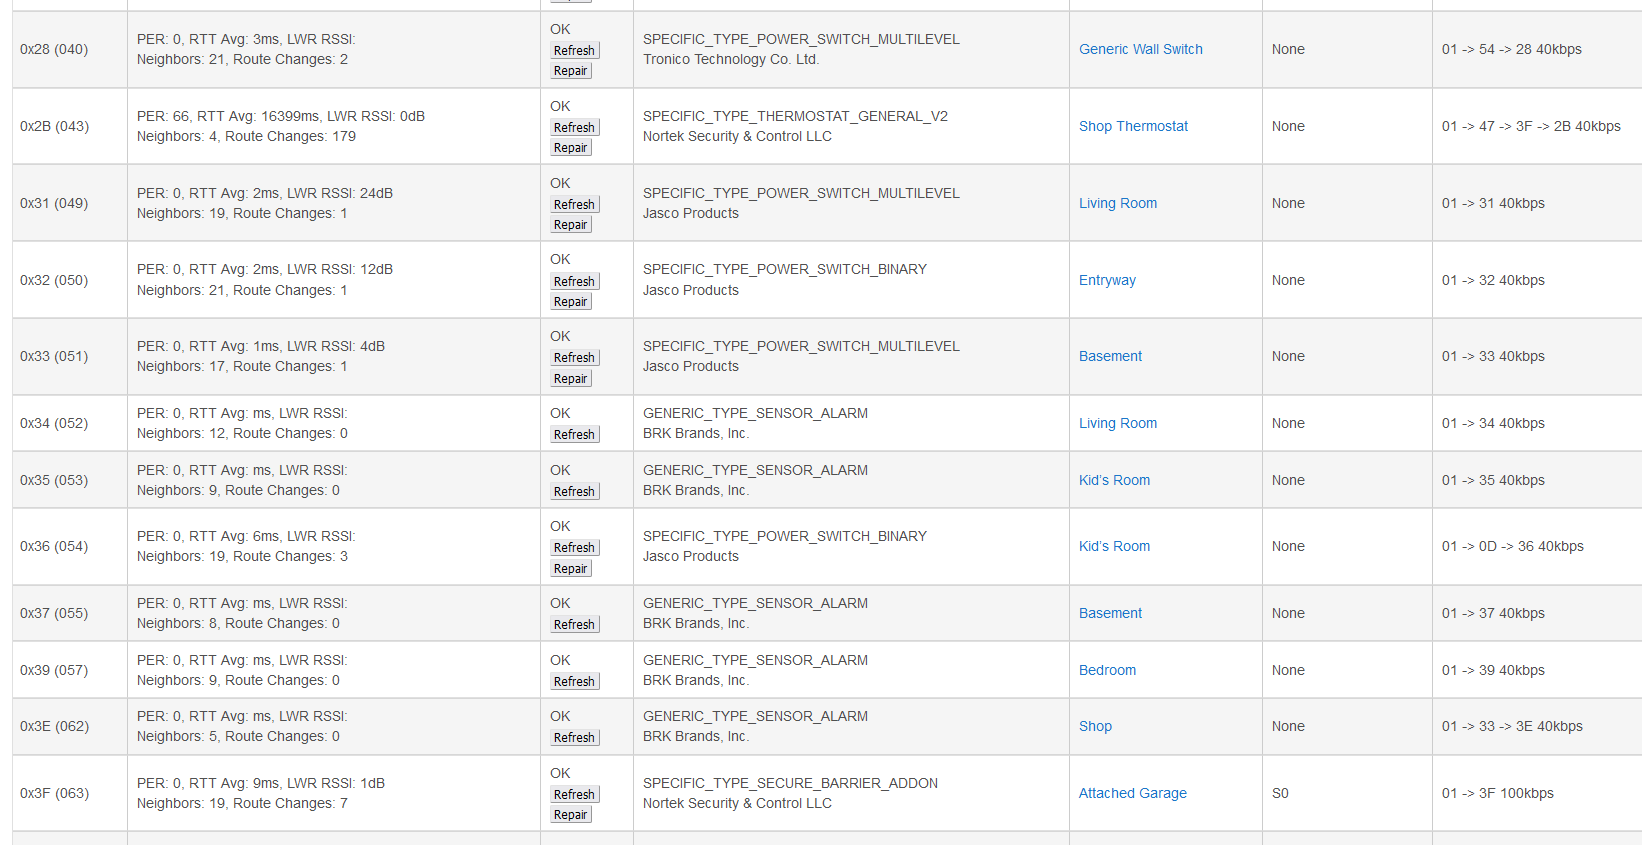 0x28 (040)
PER: 0, RTT Avg: 3ms, LWR RSSI:
Neighbors: 21, Route Changes: 2
OK
Refresh
Repair
SPECIFIC_TYPE_POWER_SWITCH_MULTILEVEL
Tronico Technology Co. Ltd.
Generic Wall Switch
None
01 -> 54 -> 28 40kbps
0x2B (043)
PER: 66, RTT Avg: 16399ms, LWR RSSI: 0dB
Neighbors: 4, Route Changes: 179
OK
Refresh
Repair
SPECIFIC_TYPE_THERMOSTAT_GENERAL_V2
Nortek Security & Control LLC
Shop Thermostat
None
01 -> 47 -> 3F -> 2B 40kbps
0x31 (049)
PER: 0, RTT Avg: 2ms, LWR RSSI: 24dB
Neighbors: 19, Route Changes: 1
OK
Refresh
Repair
SPECIFIC_TYPE_POWER_SWITCH_MULTILEVEL
Jasco Products
Living Room
None
01 -> 31 40kbps
0x32 (050)
PER: 0, RTT Avg: 2ms, LWR RSSI: 12dB
Neighbors: 21, Route Changes: 1
OK
Refresh
Repair
SPECIFIC_TYPE_POWER_SWITCH_BINARY
Jasco Products
Entryway
None
01 -> 32 40kbps
0x33 (051)
PER: 0, RTT Avg: 1ms, LWR RSSI: 4dB
Neighbors: 17, Route Changes: 1
OK
Refresh
Repair
SPECIFIC_TYPE_POWER_SWITCH_MULTILEVEL
Jasco Products
Basement
None
01 -> 33 40kbps
0x34 (052)
PER: 0, RTT Avg: ms, LWR RSSI:
Neighbors: 12, Route Changes: 0
OK
Refresh
GENERIC_TYPE_SENSOR_ALARM
BRK Brands, Inc.
Living Room
None
01 -> 34 40kbps
0x35 (053)
PER: 0, RTT Avg: ms, LWR RSSI:
Neighbors: 9, Route Changes: 0
OK
Refresh
GENERIC_TYPE_SENSOR_ALARM
BRK Brands, Inc.
Kid's Room
None
01 -> 35 40kbps
0x36 (054)
PER: 0, RTT Avg: 6ms, LWR RSSI:
Neighbors: 19, Route Changes: 3
OK
Refresh
Repair
SPECIFIC_TYPE_POWER_SWITCH_BINARY
Jasco Products
Kid's Room
None
01 -> 0D -> 36 40kbps
0x37 (055)
PER: 0, RTT Avg: ms, LWR RSSI:
Neighbors: 8, Route Changes: 0
OK
Refresh
GENERIC_TYPE_SENSOR_ALARM
BRK Brands, Inc.
Basement
None
01 -> 37 40kbps
0x39 (057)
PER: 0, RTT Avg: ms, LWR RSSI:
Neighbors: 9, Route Changes: 0
OK
Refresh
GENERIC_TYPE_SENSOR_ALARM
BRK Brands, Inc.
Bedroom
None
01 -> 39 40kbps
0x3E (062)
PER: 0, RTT Avg: ms, LWR RSSI:
Neighbors: 5, Route Changes: 0
OK
Refresh
GENERIC_TYPE_SENSOR_ALARM
BRK Brands, Inc.
Shop
None
01 -> 33 -> 3E 40kbps
0x3F (063)
PER: 0, RTT Avg: 9ms, LWR RSSI: 1dB
Neighbors: 19, Route Changes: 7
OK
Refresh
Repair
SPECIFIC_TYPE_SECURE_BARRIER_ADDON
Nortek Security & Control LLC
Attached Garage
S0
01 -> 3F 100kbps